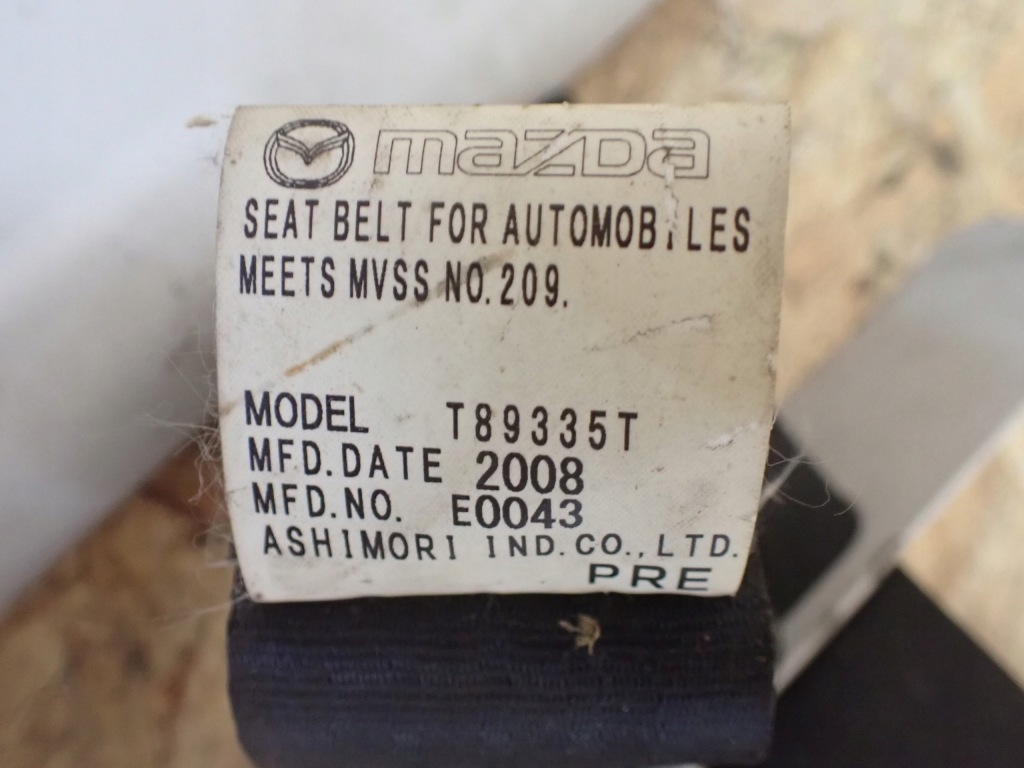 mazda
SEAT BELT FOR AUTOMOBILES
MEETS MVSS NO.209.
MODEL T89335T
MFD.DATE 2008
MFD.NO. E0043
ASHIMORI IND.CO.,LTD.
PRE